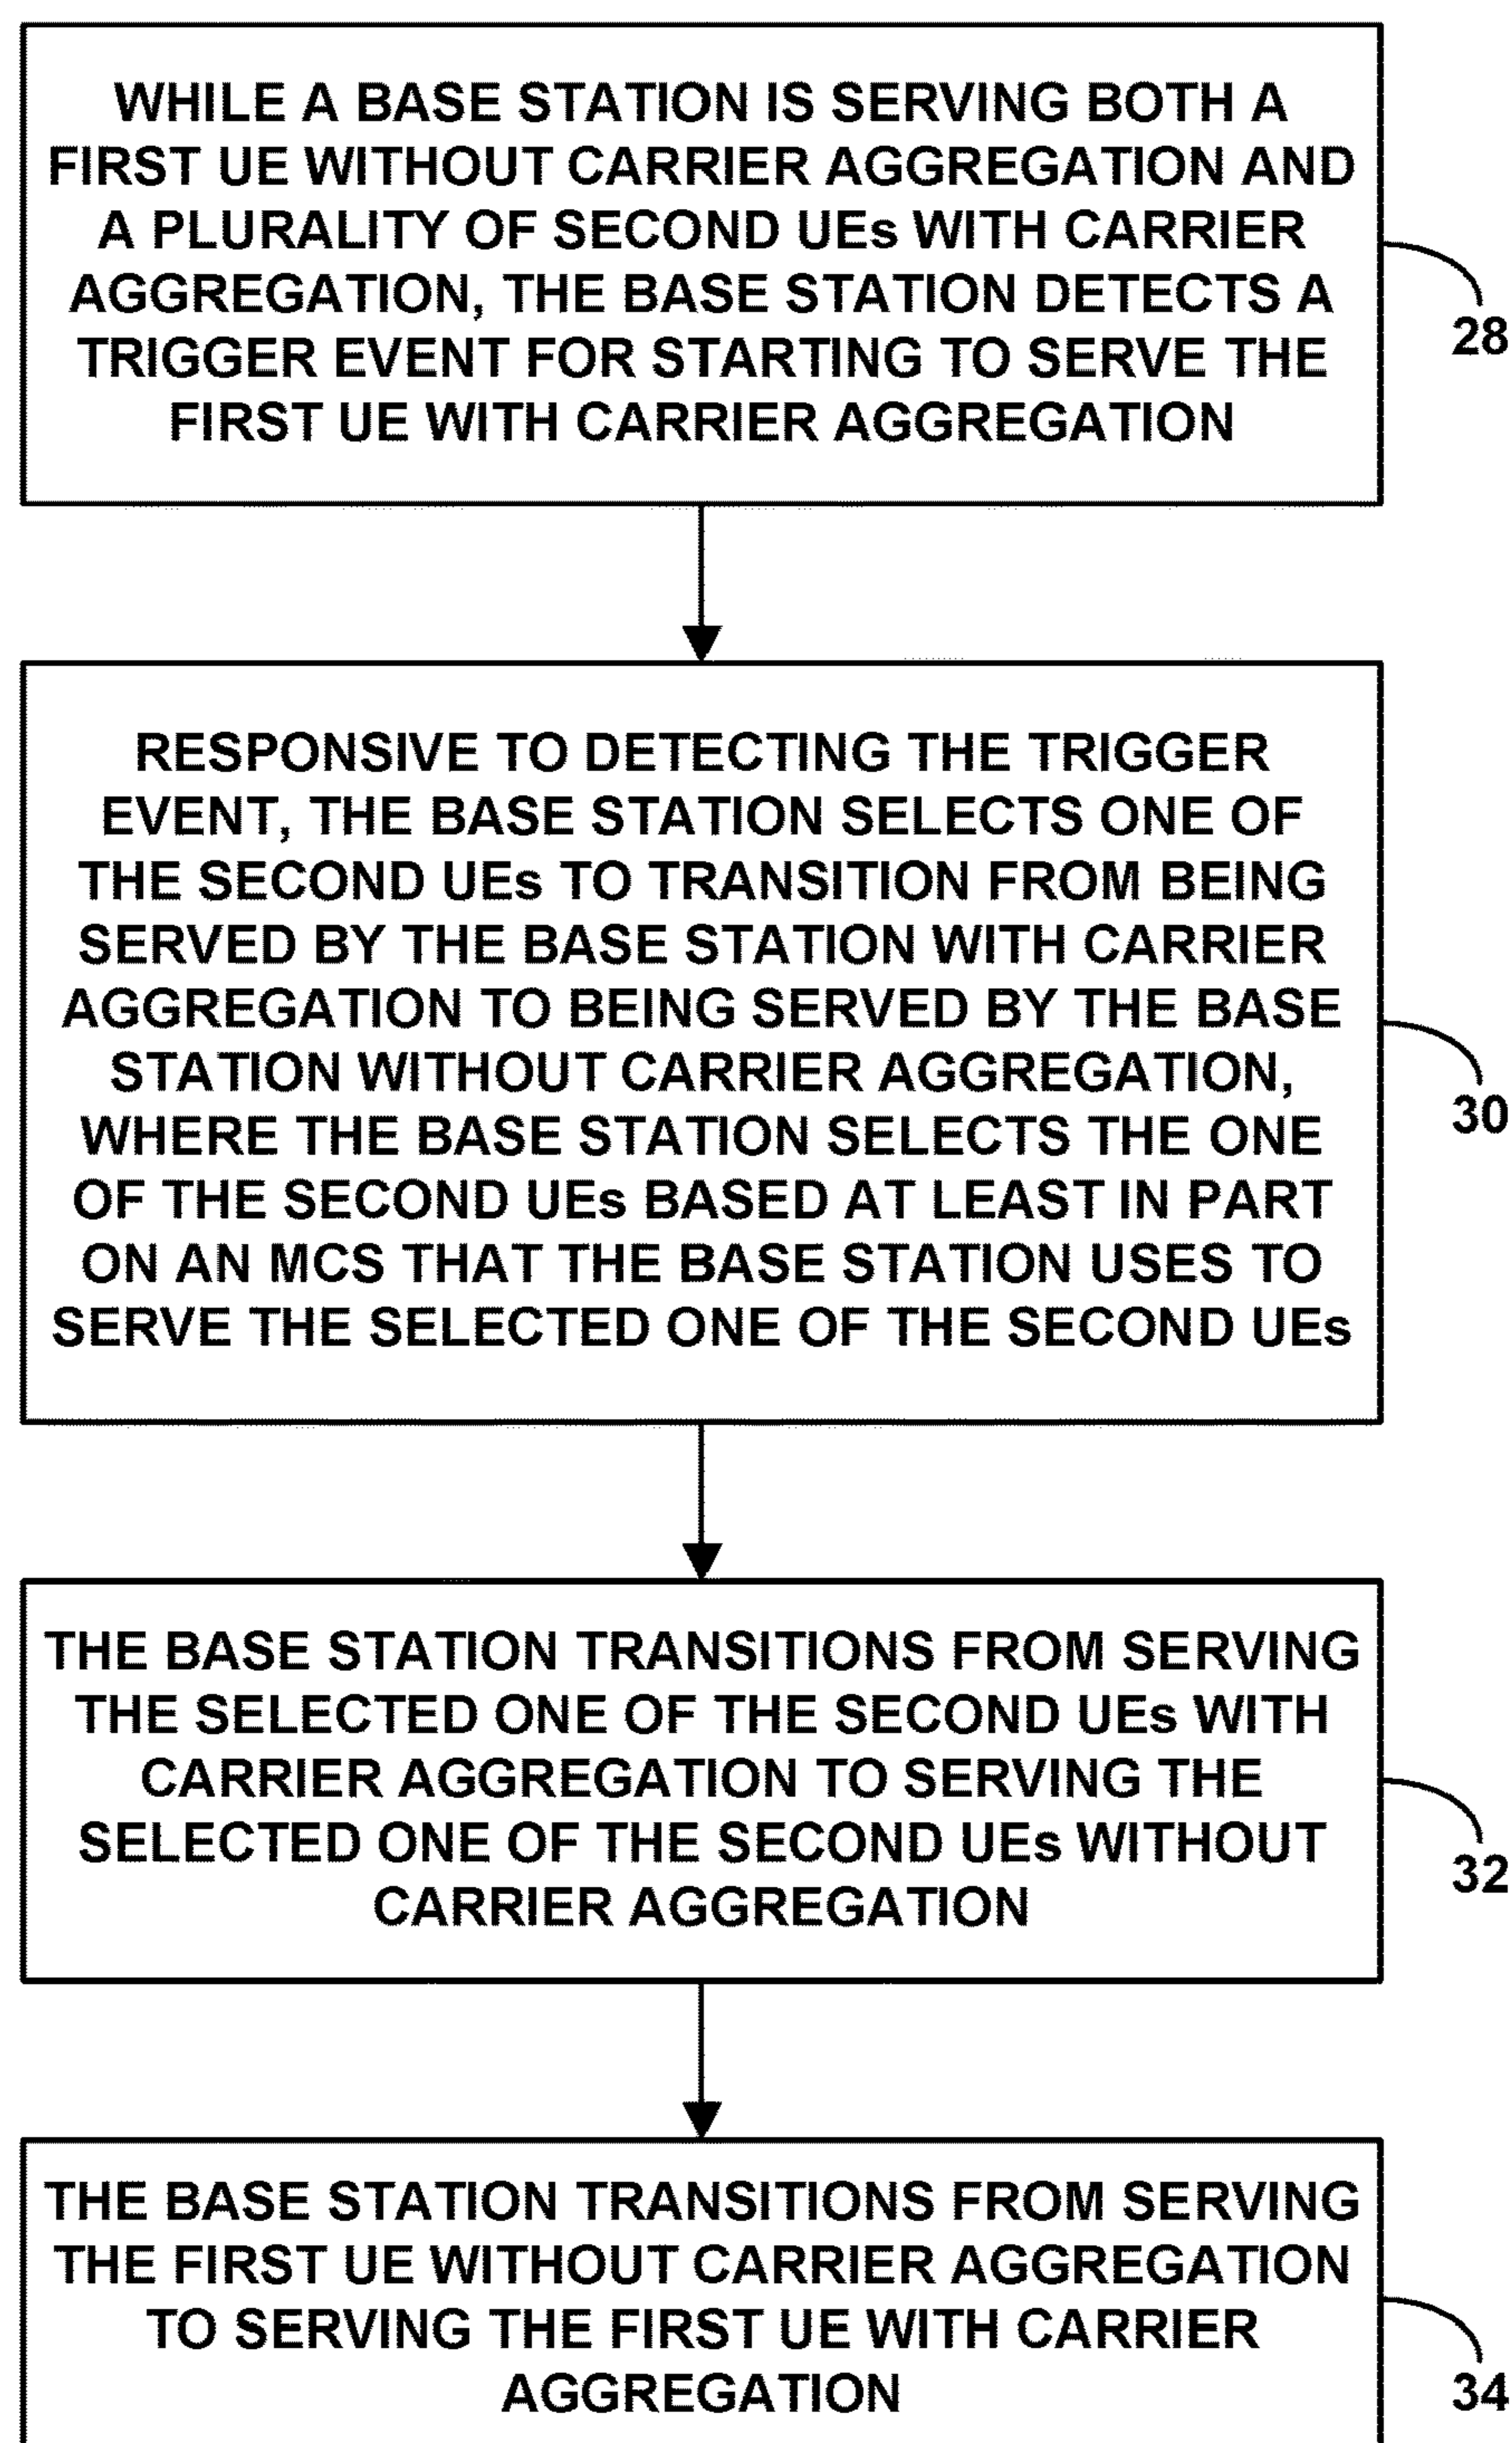 WHILE A BASE STATION IS SERVING BOTH A
FIRST UE WITHOUT CARRIER AGGREGATION AND
A PLURALITY OF SECOND UEs WITH CARRIER
AGGREGATION, THE BASE STATION DETECTS A
TRIGGER EVENT FOR STARTING TO SERVE THE
FIRST UE WITH CARRIER AGGREGATION
28
RESPONSIVE TO DETECTING THE TRIGGER
EVENT, THE BASE STATION SELECTS ONE OF
THE SECOND UEs TO TRANSITION FROM BEING
SERVED BY THE BASE STATION WITH CARRIER
AGGREGATION TO BEING SERVED BY THE BASE
STATION WITHOUT CARRIER AGGREGATION,
WHERE THE BASE STATION SELECTS THE ONE
OF THE SECOND UEs BASED AT LEAST IN PART
ON AN MCS THAT THE BASE STATION USES TO
SERVE THE SELECTED ONE OF THE SECOND UEs
30
THE BASE STATION TRANSITIONS FROM SERVING
THE SELECTED ONE OF THE SECOND UEs WITH
CARRIER AGGREGATION TO SERVING THE
SELECTED ONE OF THE SECOND UEs WITHOUT
CARRIER AGGREGATION
32
THE BASE STATION TRANSITIONS FROM SERVING
THE FIRST UE WITHOUT CARRIER AGGREGATION
TO SERVING THE FIRST UE WITH CARRIER
AGGREGATION
34